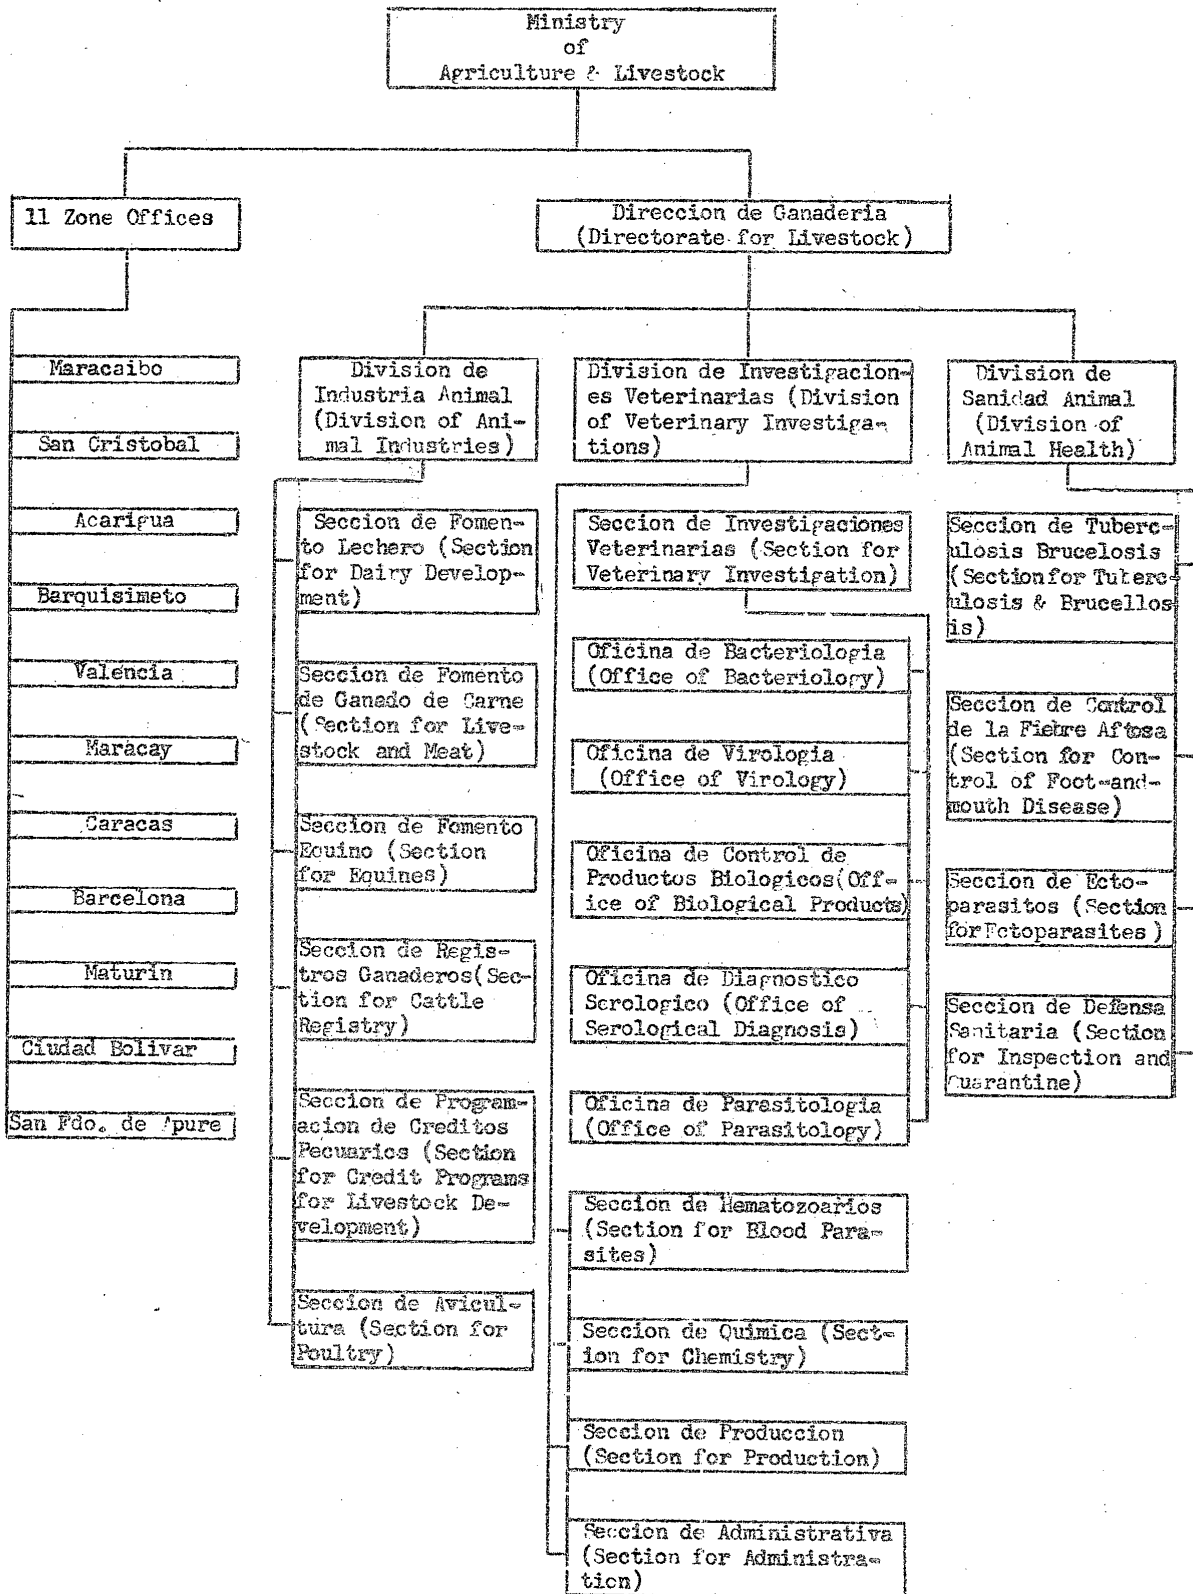 Ministry
of
Agriculture & Livestock
11 Zone Offices
Direccion de Ganaderia
(Directorate for Livestock)
Maracaibo
San Cristobal
Acarigua
Barquisimeto
Valencia
Maracay
Caracas
Barcelona
Maturin
Ciudad Bolivar
San Fdo. de Apure
Division de
Industria Animal
(Division of Ani-
mal Industries)
Seccion de Fomen-
to Lechero (Section
for Dairy Develop-
ment)
Seccion de Fomento
de Ganado de Carne
(Section for Live-
stock and Meat)
Seccion de Fomento
Equino (Section
for Equines)
Seccion de Regis-
tros Ganaderos(Sec-
tion for Cattle
Registry)
Seccion de Program-
acion de Creditos
Pecuarios (Section
for Credit Programs
for Livestock De-
velopment)
Seccion de Avicul-
tura (Section for
Poultry)
Division de Investigacion-
es Veterinarias (Division
of Veterinary Investiga-
tions)
Seccion de Investigaciones
Veterinarias (Section for
Veterinary Investigation)
Oficina de Bacteriologia
(Office of Bacteriology)
Oficina de Virologia
(Office of Virology)
Oficina de Control de
Productos Biologicos(Off-
ice of Biological Products)
Oficina de Diagnostico
Serologico (Office of
Serological Diagnosis)
Oficina de Parasitologia
(Office of Parasitology)
Seccion de Hematozoarios
(Section for Blood Para-
sites)
Seccion de Quimica (Sect-
ion for Chemistry)
Seccion de Produccion
(Section for Production)
Seccion de Administrativa
(Section for Administra-
tion)
Division de
Sanidad Animal
(Division of
Animal Health)
Seccion de Tuberc-
ulosis Brucelosis
(Section for Tuberc-
ulosis & Brucellos
is)
Seccion de Control
de la Fiebre Aftosa
(Section for Con-
trol of Foot-and-
mouth Disease)
Seccion de Ecto-
parasitos (Section
for Ectoparasites)
Seccion de Defensa
Sanitaria (Section
for Inspection and
Quarantine)